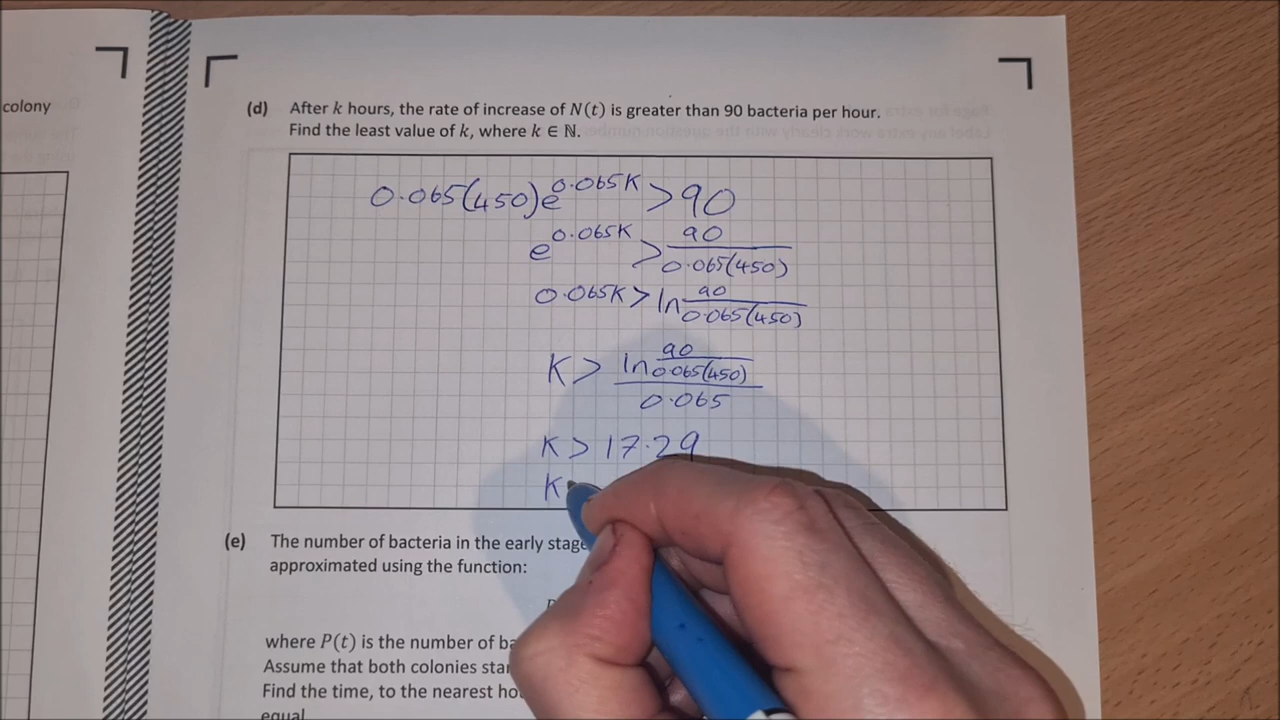 colony
(d) After k hours, the rate of increase of N(t) is greater than 90 bacteria per hour.
Find the least value of k, where k ∈ ℕ.
0.065(450)e^0.065K > 90
e^0.065K > 90/0.065(450)
0.065K > ln 90/0.065(450)
K > ln 90/0.065(450) / 0.065
K > 17.29
K
(e) The number of bacteria in the early stage
approximated using the function:
where P(t) is the number of ba
Assume that both colonies star
Find the time, to the nearest ho
equal